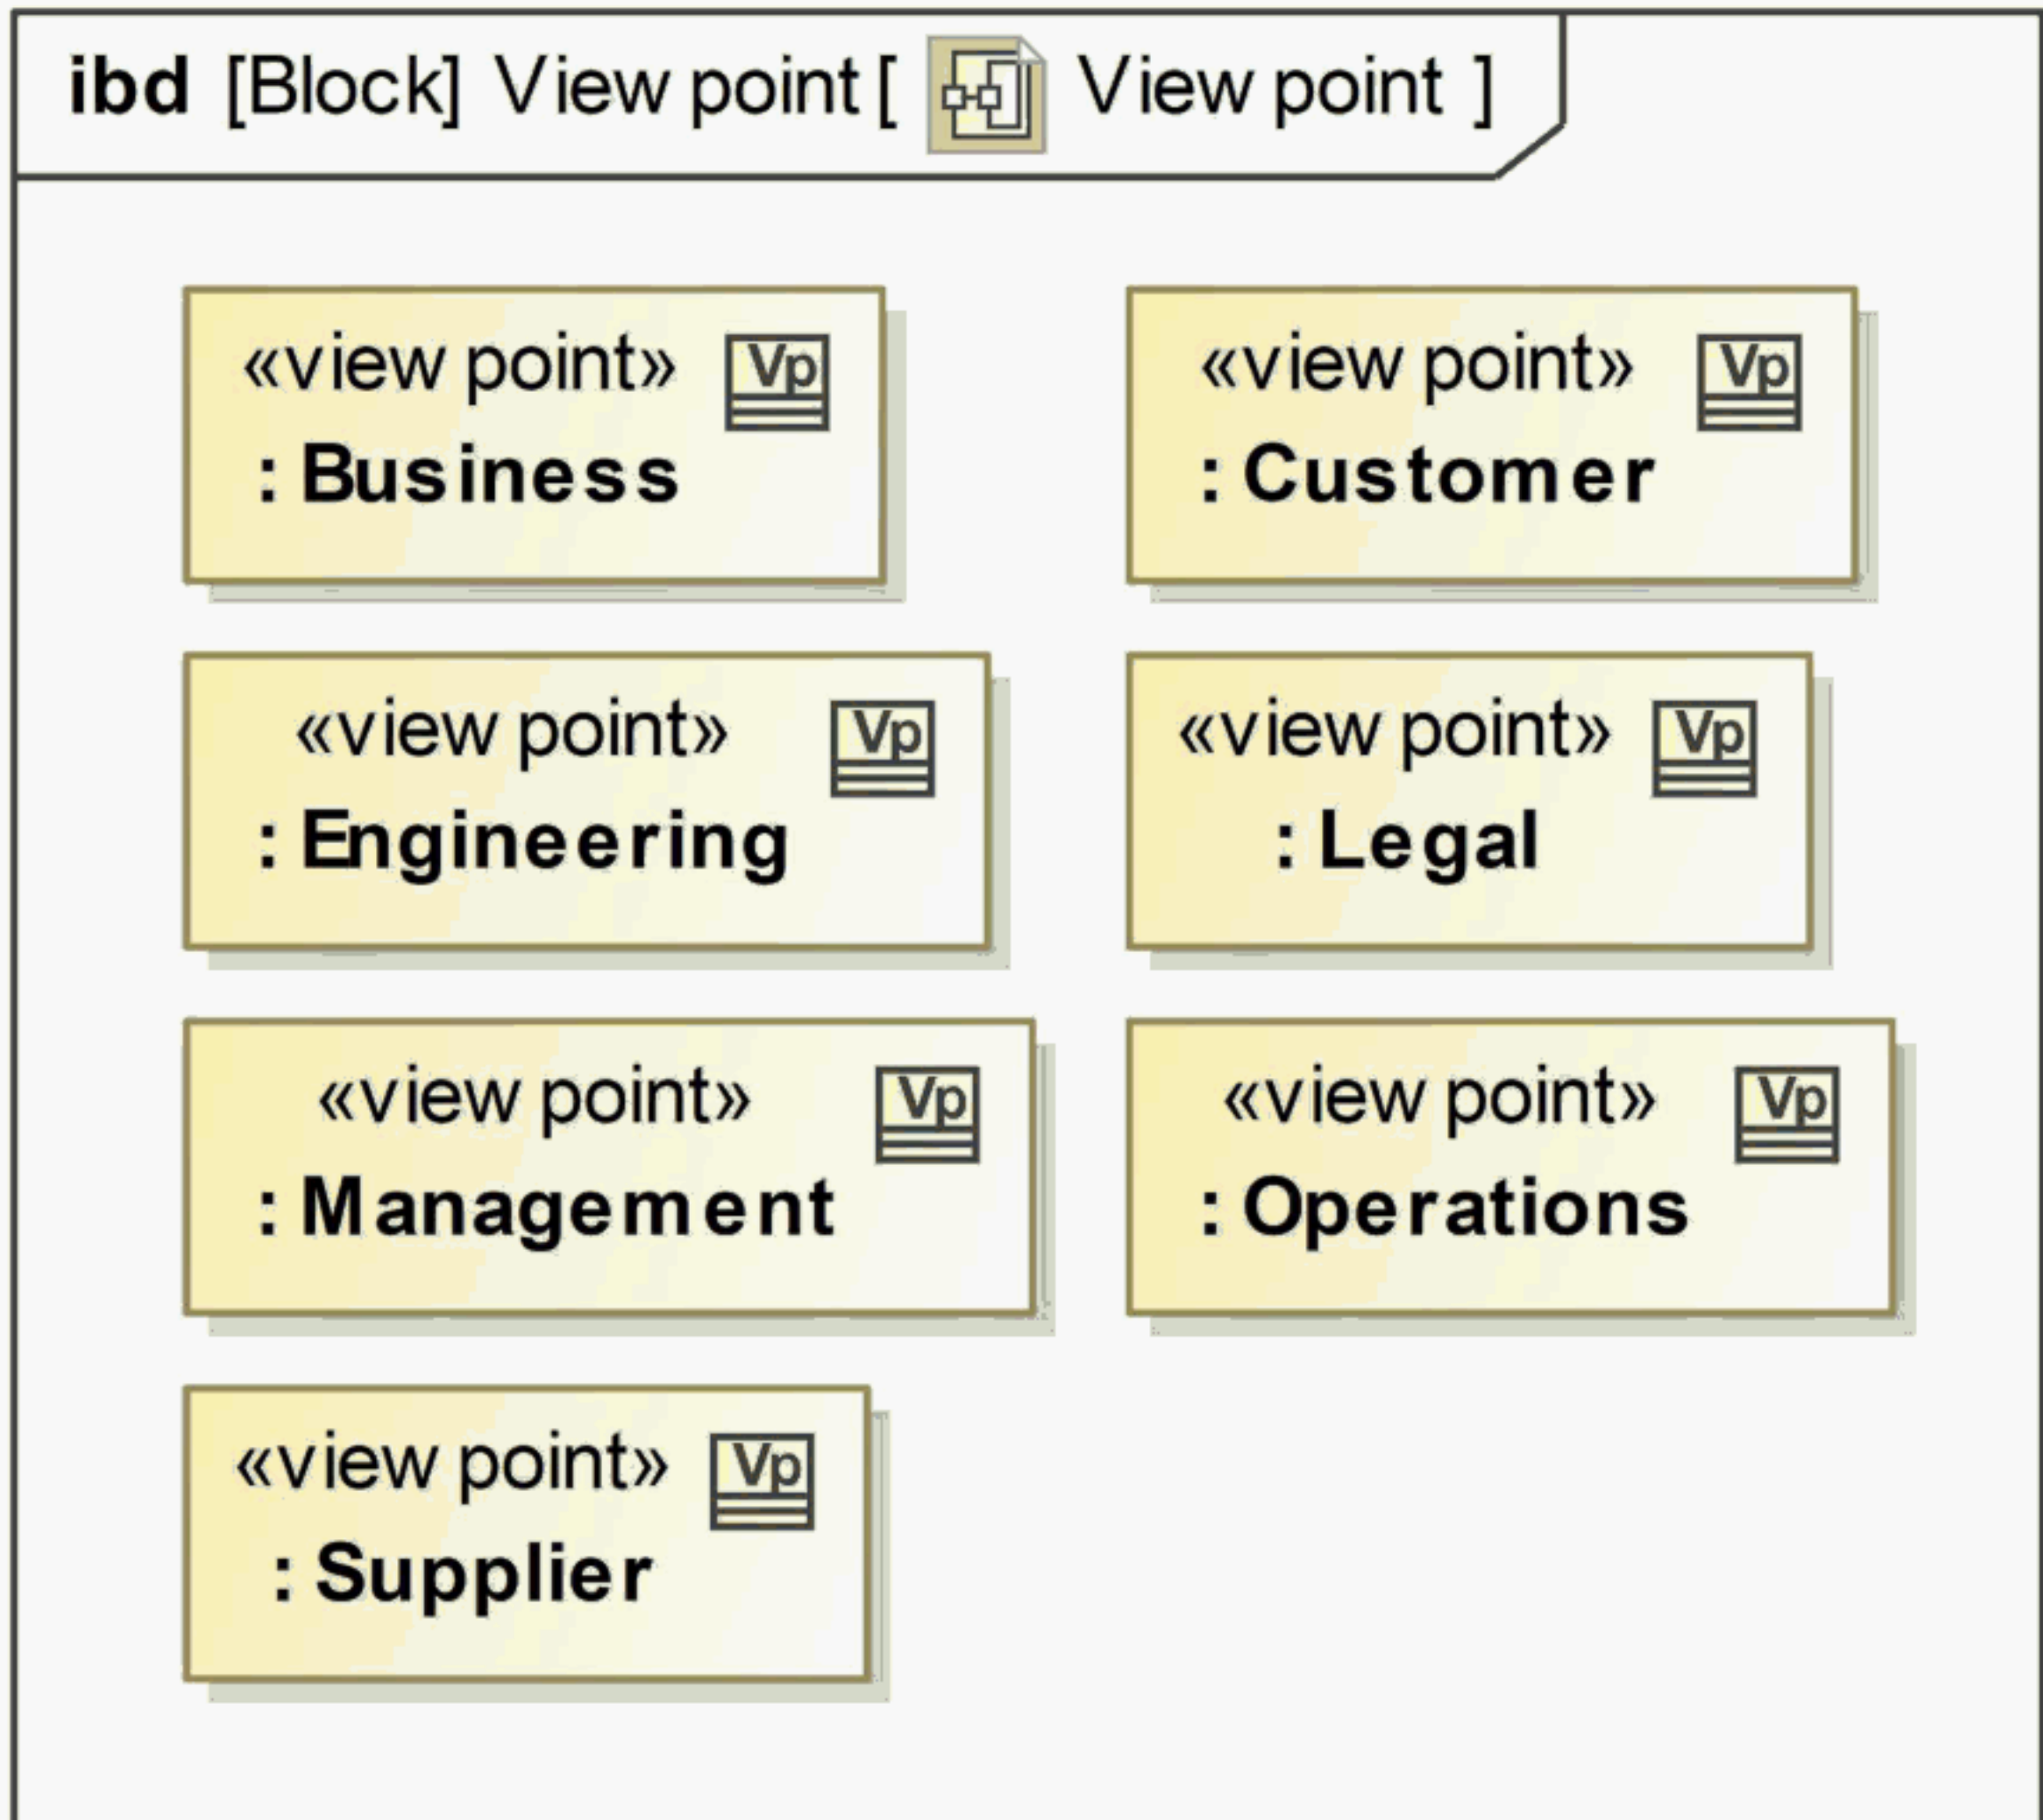 ibd [Block] View point [ View point ]
«view point» Vp
: Business
«view point» Vp
: Customer
«view point» Vp
: Engineering
«view point» Vp
: Legal
«view point» Vp
: Management
«view point» Vp
: Operations
«view point» Vp
: Supplier